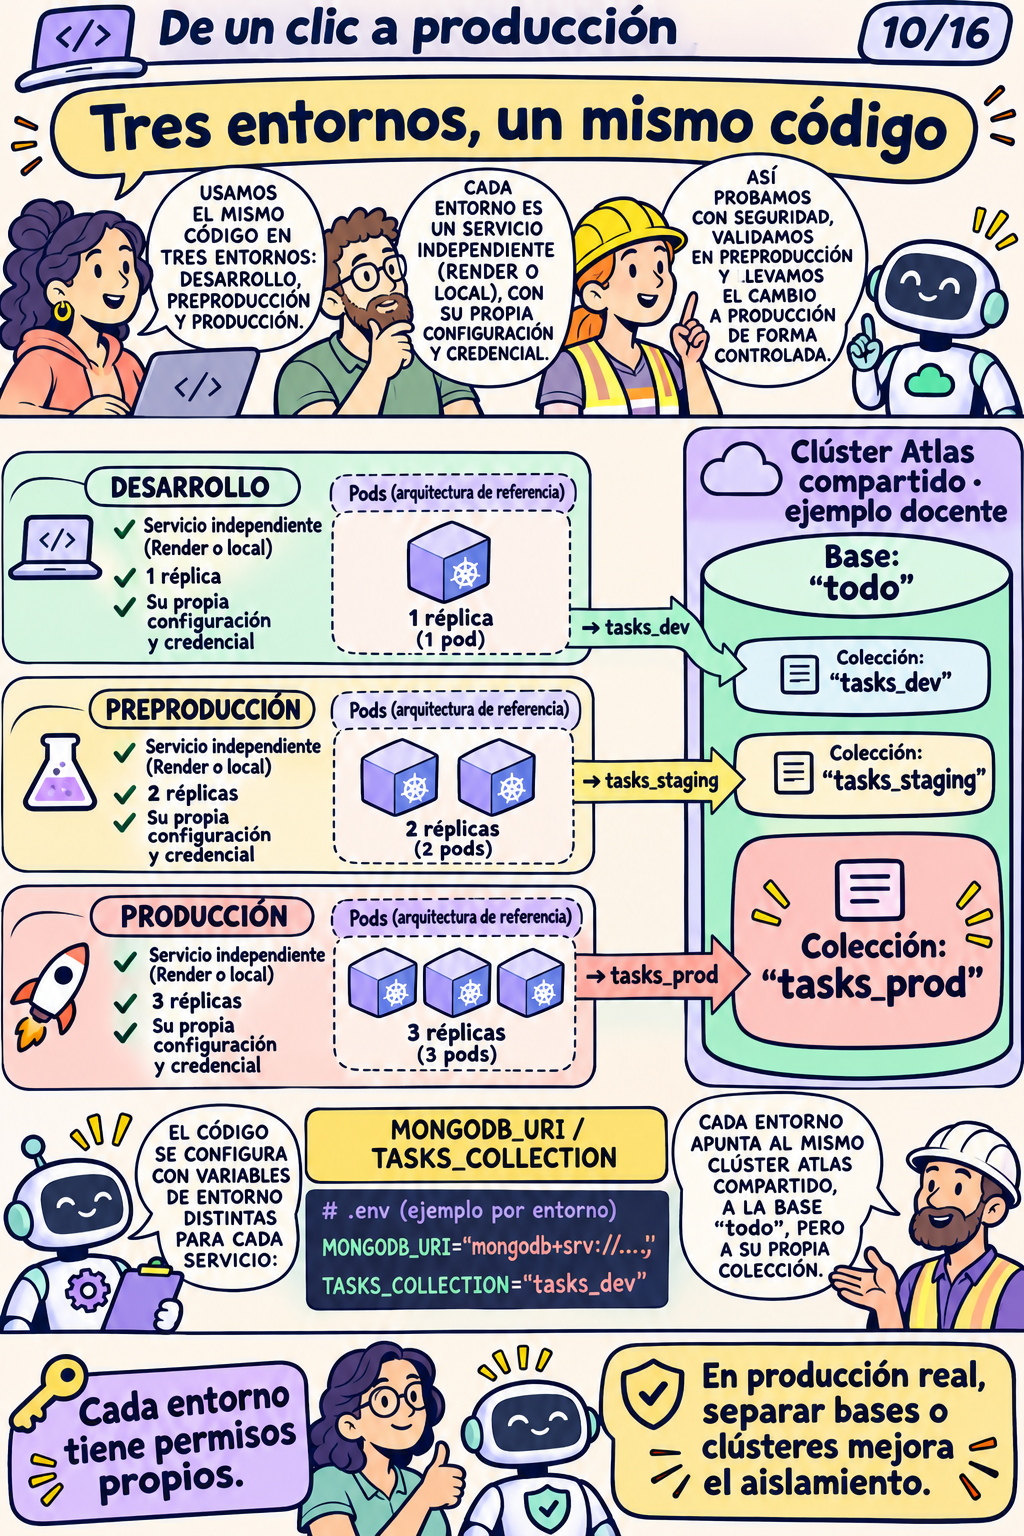 </>
De un clic a producción
10/16
Tres entornos, un mismo código
USAMOS
EL MISMO
CÓDIGO EN
TRES ENTORNOS:
DESARROLLO,
PREPRODUCCIÓN
Y PRODUCCIÓN.
CADA
ENTORNO ES
UN SERVICIO
INDEPENDIENTE
(RENDER O
LOCAL), CON
SU PROPIA
CONFIGURACIÓN
Y CREDENCIAL.
ASÍ
PROBAMOS
CON SEGURIDAD,
VALIDAMOS
EN PREPRODUCCIÓN
Y LLEVAMOS
EL CAMBIO
A PRODUCCIÓN
DE FORMA
CONTROLADA.
</>
DESARROLLO
</>
Servicio independiente
(Render o local)
1 réplica
Su propia
configuración
y credencial
Pods (arquitectura de referencia)
1 réplica
(1 pod)
→ tasks_dev
PREPRODUCCIÓN
Servicio independiente
(Render o local)
2 réplicas
Su propia
configuración
y credencial
Pods (arquitectura de referencia)
2 réplicas
(2 pods)
→ tasks_staging
PRODUCCIÓN
Servicio independiente
(Render o local)
3 réplicas
Su propia
configuración
y credencial
Pods (arquitectura de referencia)
3 réplicas
(3 pods)
→ tasks_prod
Clúster Atlas
compartido ·
ejemplo docente
Base:
“todo”
Colección:
“tasks_dev”
Colección:
“tasks_staging”
Colección:
“tasks_prod”
EL CÓDIGO
SE CONFIGURA
CON VARIABLES
DE ENTORNO
DISTINTAS
PARA CADA
SERVICIO:
MONGODB_URI /
TASKS_COLLECTION
# .env (ejemplo por entorno)
MONGODB_URI=“mongodb+srv://....;”
TASKS_COLLECTION=“tasks_dev”
CADA ENTORNO
APUNTA AL MISMO
CLÚSTER ATLAS
COMPARTIDO,
A LA BASE
“todo”, PERO
A SU PROPIA
COLECCIÓN.
Cada entorno
tiene permisos
propios.
En producción real,
separar bases o
clústeres mejora
el aislamiento.